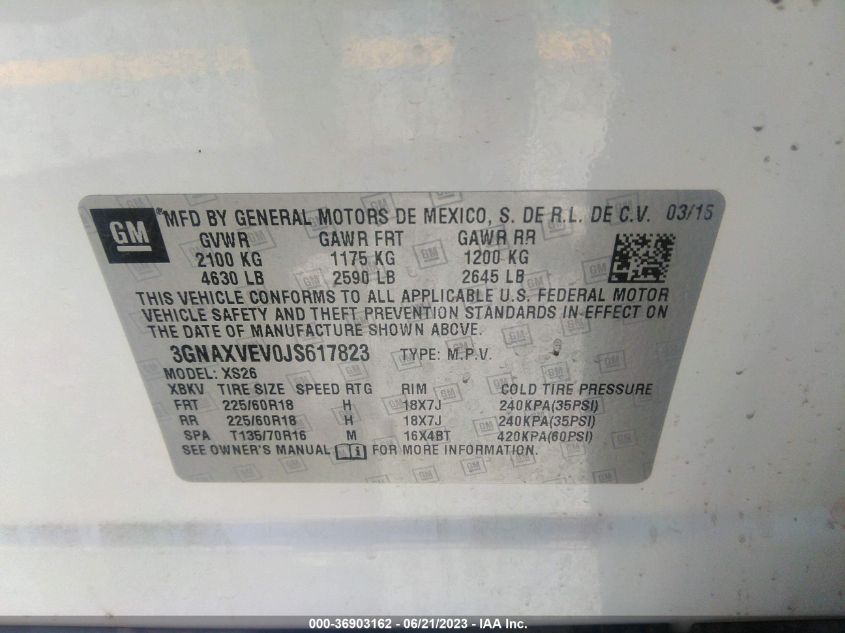 GM
MFD BY GENERAL MOTORS DE MEXICO, S. DE R.L. DE C.V. 03/15
GVWR GAWR FRT GAWR RR
2100 KG 1175 KG 1200 KG
4630 LB 2590 LB 2645 LB
THIS VEHICLE CONFORMS TO ALL APPLICABLE U.S. FEDERAL MOTOR
VEHICLE SAFETY AND THEFT PREVENTION STANDARDS IN EFFECT ON
THE DATE OF MANUFACTURE SHOWN ABOVE.
3GNAXVEV0JS617823 TYPE: M.P.V.
MODEL: XS26
XBKV TIRE SIZE SPEED RTG RIM COLD TIRE PRESSURE
FRT 225/60R18 H 18X7J 240KPA(35PSI)
RR 225/60R18 H 18X7J 240KPA(35PSI)
SPA T135/70R16 M 16X4BT 420KPA(60PSI)
SEE OWNER'S MANUAL FOR MORE INFORMATION.
000-36903162 - 06/21/2023 - IAA Inc.